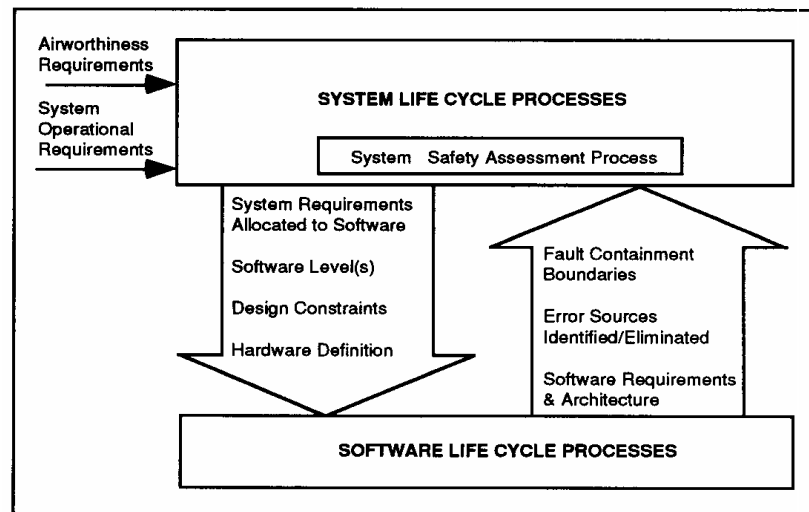 Airworthiness
Requirements
System
Operational
Requirements
SYSTEM LIFE CYCLE PROCESSES
System Safety Assessment Process
System Requirements
Allocated to Software
Software Level(s)
Design Constraints
Hardware Definition
Fault Containment
Boundaries
Error Sources
Identified/Eliminated
Software Requirements
& Architecture
SOFTWARE LIFE CYCLE PROCESSES